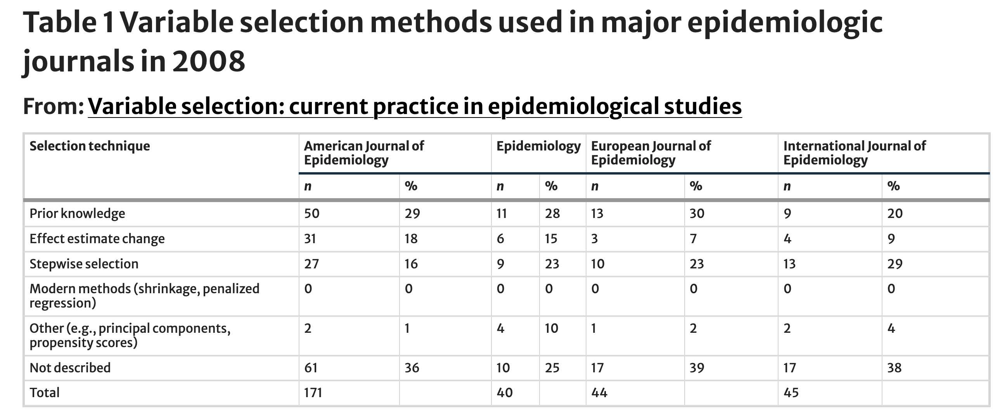 Table 1 Variable selection methods used in major epidemiologic
journals in 2008
From: Variable selection: current practice in epidemiological studies
Selection technique American Journal of Epidemiology Epidemiology European Journal of Epidemiology International Journal of Epidemiology
n % n % n % n %
Prior knowledge 50 29 11 28 13 30 9 20
Effect estimate change 31 18 6 15 3 7 4 9
Stepwise selection 27 16 9 23 10 23 13 29
Modern methods (shrinkage, penalized regression) 0 0 0 0 0 0 0 0
Other (e.g., principal components, propensity scores) 2 1 4 10 1 2 2 4
Not described 61 36 10 25 17 39 17 38
Total 171 40 44 45